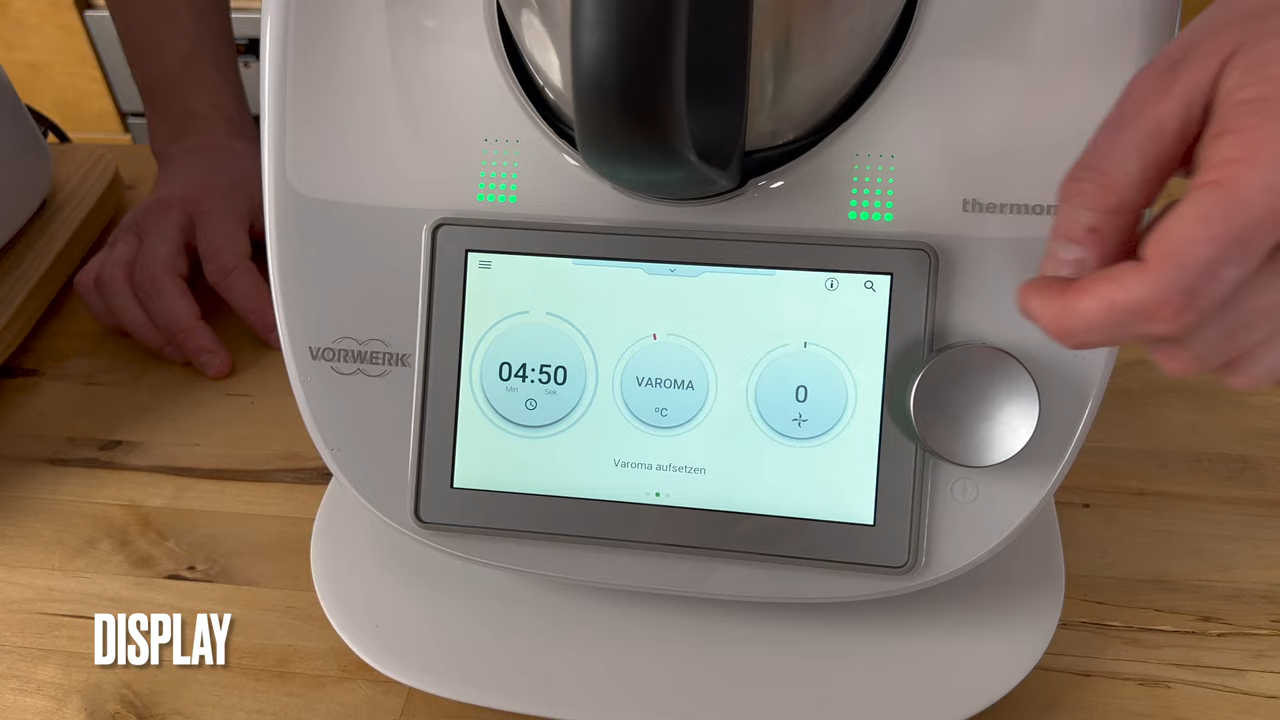 thermom
VORWERK
04:50
Min Sek
VAROMA
°C
0
Varoma aufsetzen
DISPLAY